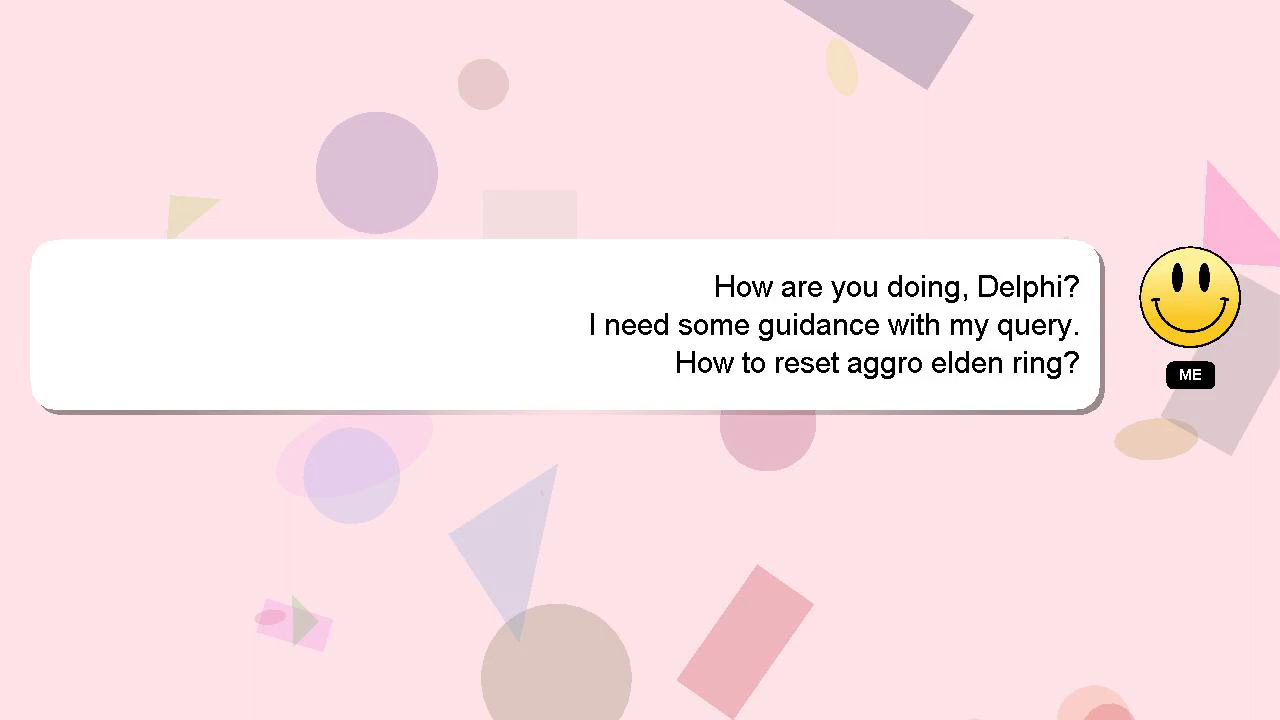 How are you doing, Delphi?
I need some guidance with my query.
How to reset aggro elden ring?
ME